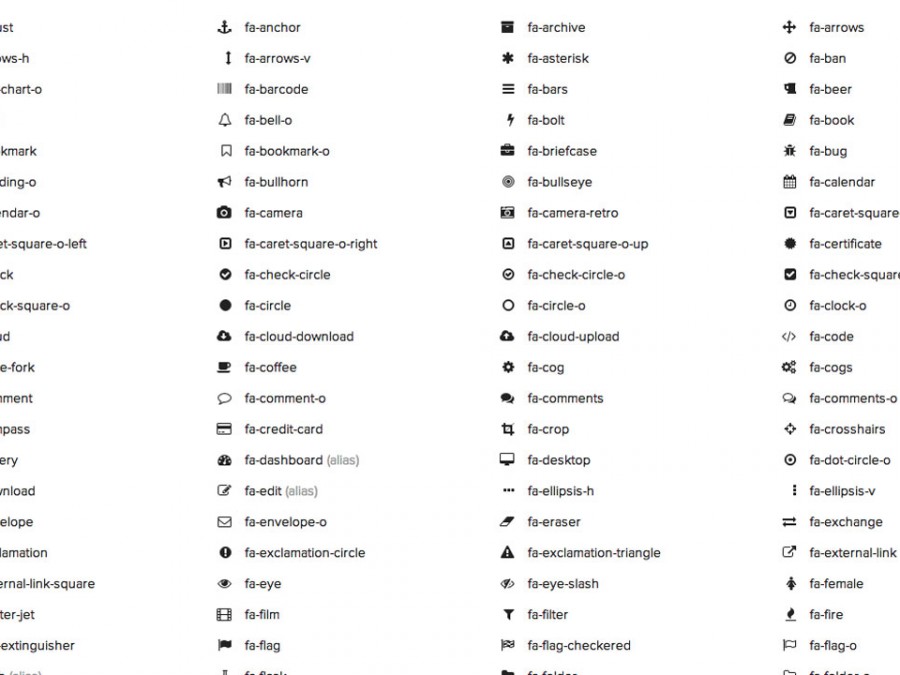 ust fa-anchor fa-archive fa-arrows
ows-h fa-arrows-v fa-asterisk fa-ban
-chart-o fa-barcode fa-bars fa-beer
fa-bell-o fa-bolt fa-book
kmark fa-bookmark-o fa-briefcase fa-bug
ding-o fa-bullhorn fa-bullseye fa-calendar
endar-o fa-camera fa-camera-retro fa-caret-square
et-square-o-left fa-caret-square-o-right fa-caret-square-o-up fa-certificate
ck fa-check-circle fa-check-circle-o fa-check-square
ck-square-o fa-circle fa-circle-o fa-clock-o
ud fa-cloud-download fa-cloud-upload fa-code
e-fork fa-coffee fa-cog fa-cogs
mment fa-comment-o fa-comments fa-comments-o
mpass fa-credit-card fa-crop fa-crosshairs
ery fa-dashboard (alias) fa-desktop fa-dot-circle-o
wnload fa-edit (alias) fa-ellipsis-h fa-ellipsis-v
elope fa-envelope-o fa-eraser fa-exchange
lamation fa-exclamation-circle fa-exclamation-triangle fa-external-link
ernal-link-square fa-eye fa-eye-slash fa-female
ter-jet fa-film fa-filter fa-fire
-extinguisher fa-flag fa-flag-checkered fa-flag-o